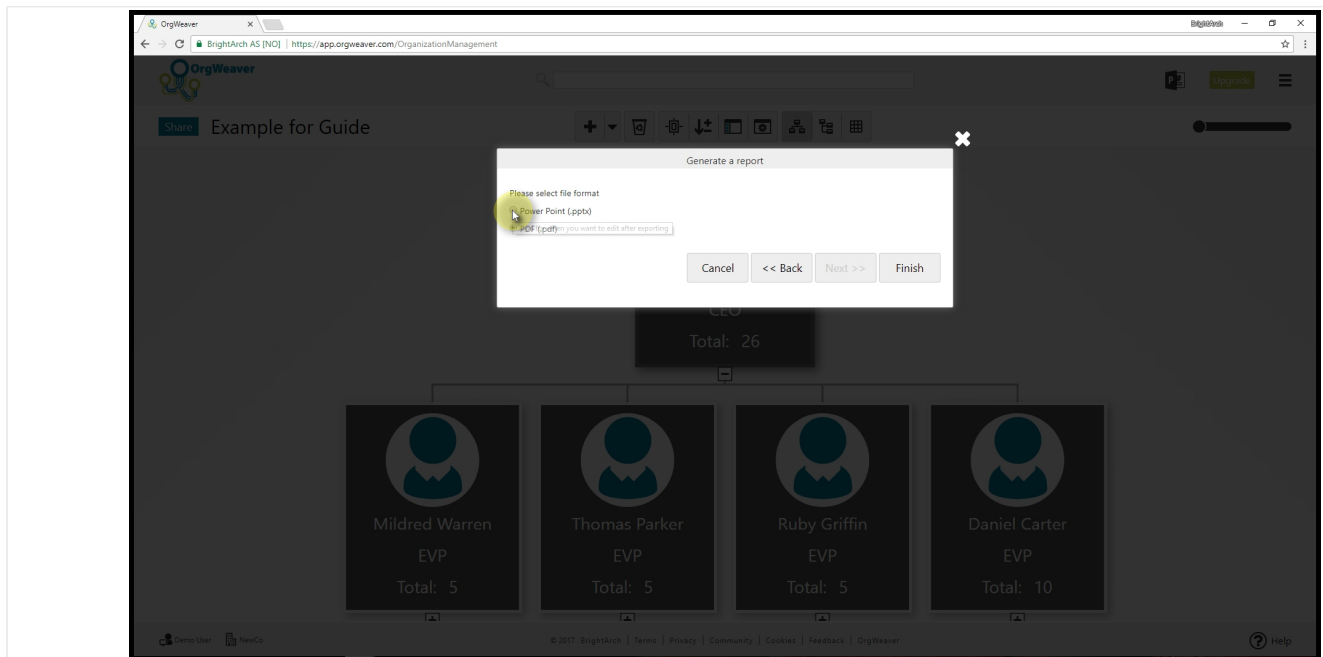 OrgWeaver
BrightArch
BrightArch AS [NO] | https://app.orgweaver.com/OrganizationManagement
OrgWeaver
Upgrade
Share Example for Guide
Generate a report
Please select file format
Power Point (.pptx)
PDF (.pdf) you want to edit after exporting
Cancel << Back Next >> Finish
CEO
Total: 26
Mildred Warren Thomas Parker Ruby Griffin Daniel Carter
EVP EVP EVP EVP
Total: 5 Total: 5 Total: 5 Total: 10
Demo User NewCo © 2017 BrightArch | Terms | Privacy | Community | Cookies | Feedback | OrgWeaver Help